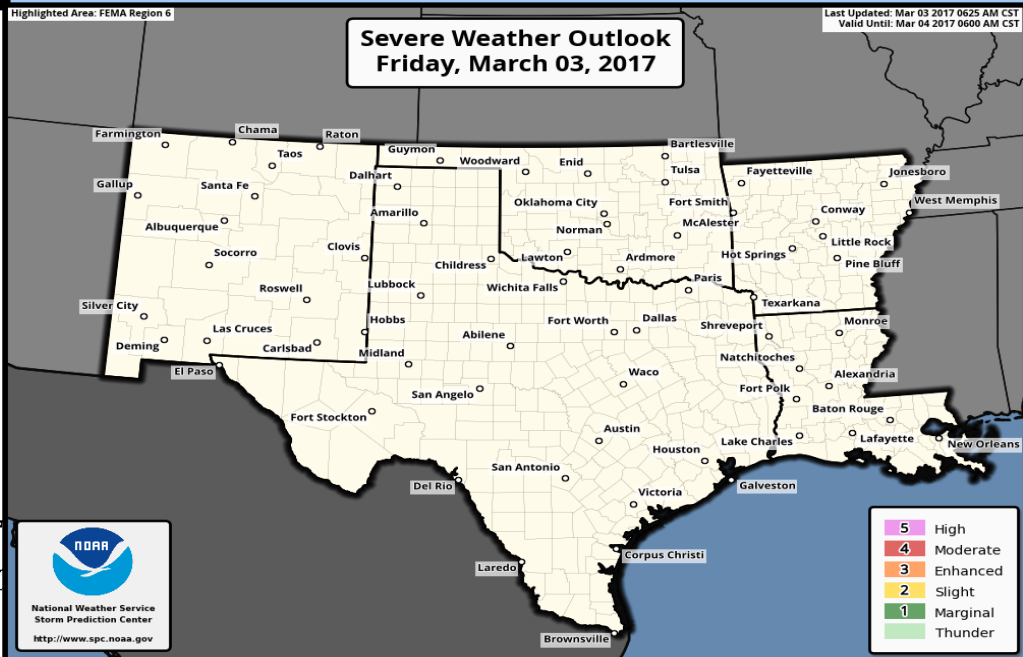 Highlighted Area: FEMA Region 6
Last Updated: Mar 03 2017 0625 AM CST
Valid Until: Mar 04 2017 0600 AM CST
Severe Weather Outlook
Friday, March 03, 2017
Farmington
Chama
Raton
Taos
Guymon
Woodward
Enid
Bartlesville
Tulsa
Fayetteville
Jonesboro
Gallup
Santa Fe
Dalhart
Oklahoma City
Fort Smith
West Memphis
Albuquerque
Amarillo
Norman
McAlester
Conway
Socorro
Clovis
Childress
Lawton
Ardmore
Hot Springs
Little Rock
Pine Bluff
Roswell
Lubbock
Wichita Falls
Paris
Texarkana
Silver City
Las Cruces
Hobbs
Abilene
Fort Worth
Dallas
Shreveport
Monroe
Deming
Carlsbad
Midland
Natchitoches
El Paso
San Angelo
Waco
Fort Polk
Alexandria
Fort Stockton
Austin
Baton Rouge
Houston
Lake Charles
Lafayette
New Orleans
San Antonio
Del Rio
Victoria
Galveston
Corpus Christi
Laredo
Brownsville
NOAA
National Weather Service
Storm Prediction Center
http://www.spc.noaa.gov
5 High
4 Moderate
3 Enhanced
2 Slight
1 Marginal
Thunder